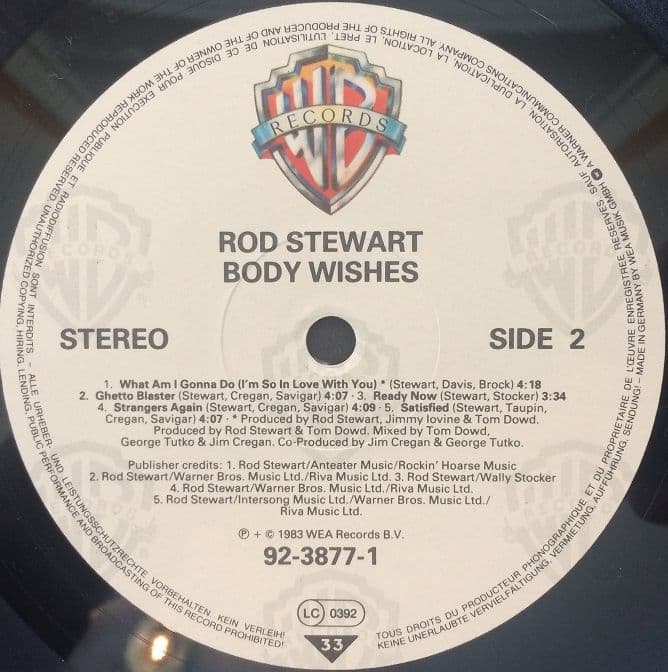 WB
RECORDS
ROD STEWART
BODY WISHES
STEREO
SIDE 2
1. What Am I Gonna Do (I'm So In Love With You) * (Stewart, Davis, Brock) 4:18
2. Ghetto Blaster (Stewart, Cregan, Savigar) 4:07 · 3. Ready Now (Stewart, Stocker) 3:34
4. Strangers Again (Stewart, Cregan, Savigar) 4:09 · 5. Satisfied (Stewart, Taupin,
Cregan, Savigar) 4:07 · * Produced by Rod Stewart, Jimmy Iovine & Tom Dowd.
Produced by Rod Stewart & Tom Dowd. Mixed by Tom Dowd,
George Tutko & Jim Cregan. Co-Produced by Jim Cregan & George Tutko.
Publisher credits: 1. Rod Stewart/Anteater Music/Rockin' Hoarse Music
2. Rod Stewart/Warner Bros. Music Ltd./Riva Music Ltd. 3. Rod Stewart/Wally Stocker
4. Rod Stewart/Warner Bros. Music Ltd./Riva Music Ltd.
5. Rod Stewart/Intersong Music Ltd./Warner Bros. Music Ltd./
Riva Music Ltd.
℗ + © 1983 WEA Records B.V.
92-3877-1
LC 0392
33
TOUS DROITS DU PRODUCTEUR PHONOGRAPHIQUE ET DU PROPRIETAIRE DE L'ŒUVRE ENREGISTREE RESERVES SAUF AUTORISATION. LA DUPLICATION, LA LOCATION, LE PRET, L'UTILISATION DE CE DISQUE POUR EXECUTION PUBLIQUE ET RADIODIFFUSION SONT INTERDITS – ALLE URHEBER- UND LEISTUNGSSCHUTZRECHTE VORBEHALTEN. KEIN VERLEIH!
KEINE UNERLAUBTE VERVIELFÄLTIGUNG, VERMIETUNG, AUFFÜHRUNG, SENDUNG! – MADE IN GERMANY BY WEA MUSIK GMBH A WARNER COMMUNICATIONS COMPANY. ALL RIGHTS OF THE PRODUCER AND OF THE OWNER OF THE WORK REPRODUCED RESERVED. UNAUTHORIZED COPYING, HIRING, LENDING, PUBLIC PERFORMANCE AND BROADCASTING OF THIS RECORD PROHIBITED!